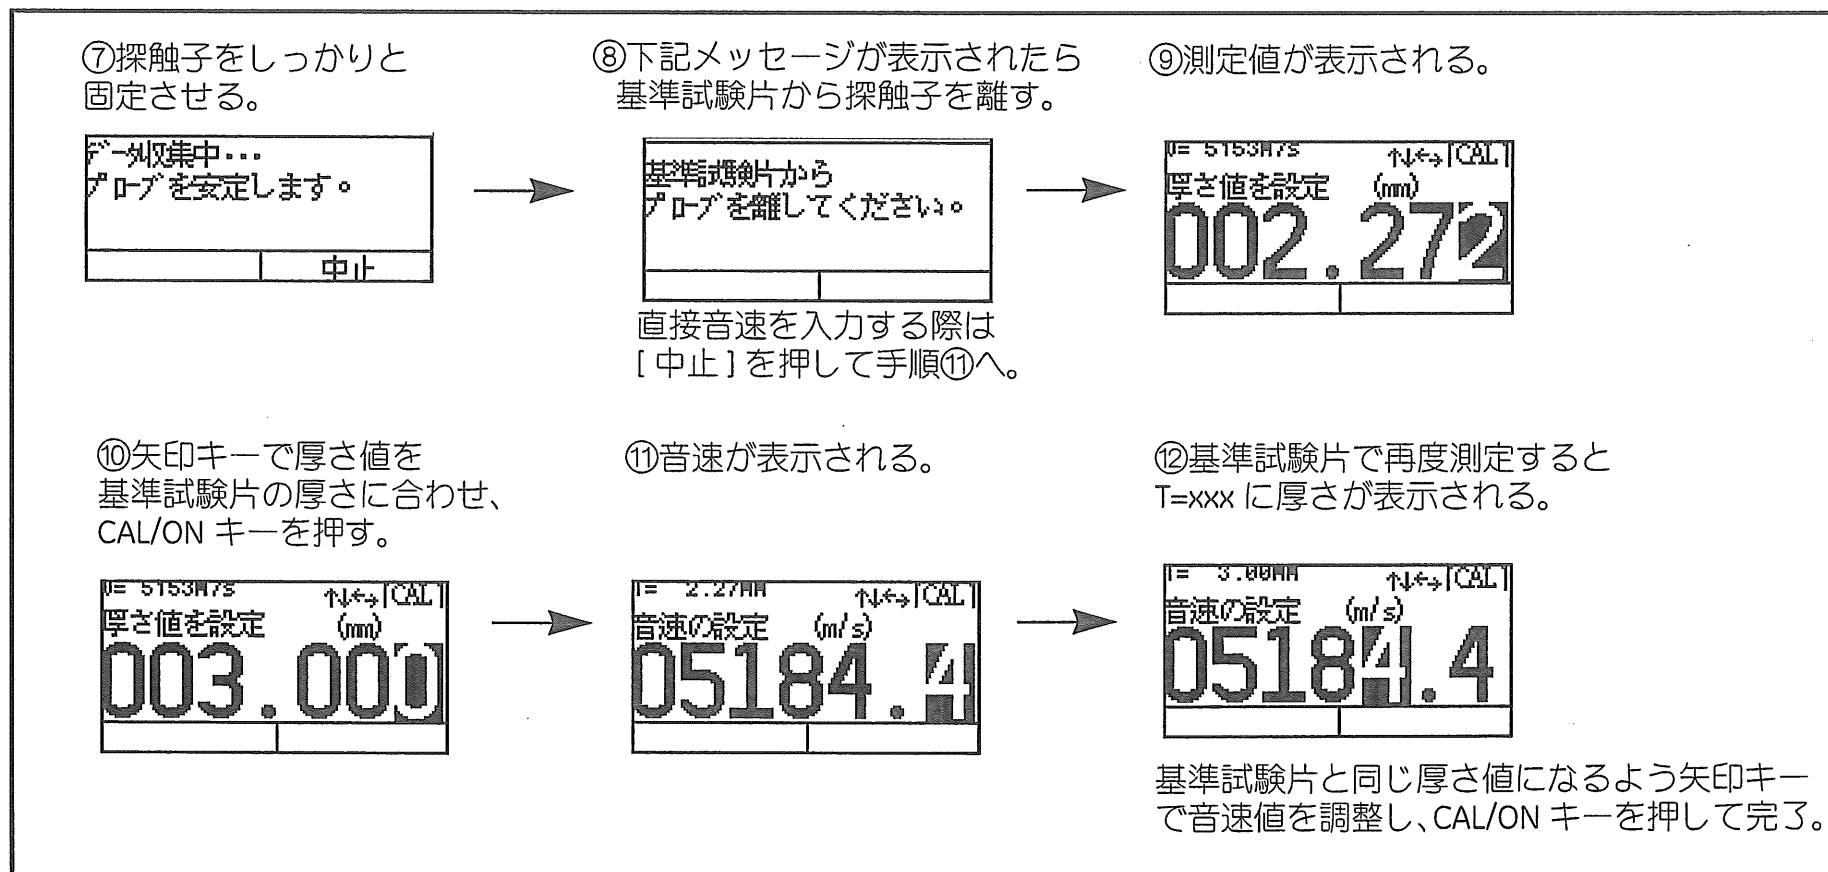 ⑦探触子をしっかりと
固定させる。
データ収集中・・・
プローブを安定します。
中止
⑧下記メッセージが表示されたら
基準試験片から探触子を離す。
基準試験片から
プローブを離してください。
直接音速を入力する際は
[中止]を押して手順⑪へ。
⑨測定値が表示される。
V= 5153M/s ↑↓←→ [CAL]
厚さ値を設定 (mm)
002.272
⑩矢印キーで厚さ値を
基準試験片の厚さに合わせ、
CAL/ON キーを押す。
V= 5153M/s ↑↓←→ [CAL]
厚さ値を設定 (mm)
003.000
⑪音速が表示される。
T= 2.27MM ↑↓←→ [CAL]
音速の設定 (m/s)
05184.4
⑫基準試験片で再度測定すると
T=xxx に厚さが表示される。
T= 3.00MM ↑↓←→ [CAL]
音速の設定 (m/s)
05184.4
基準試験片と同じ厚さ値になるよう矢印キー
で音速値を調整し、CAL/ON キーを押して完了。